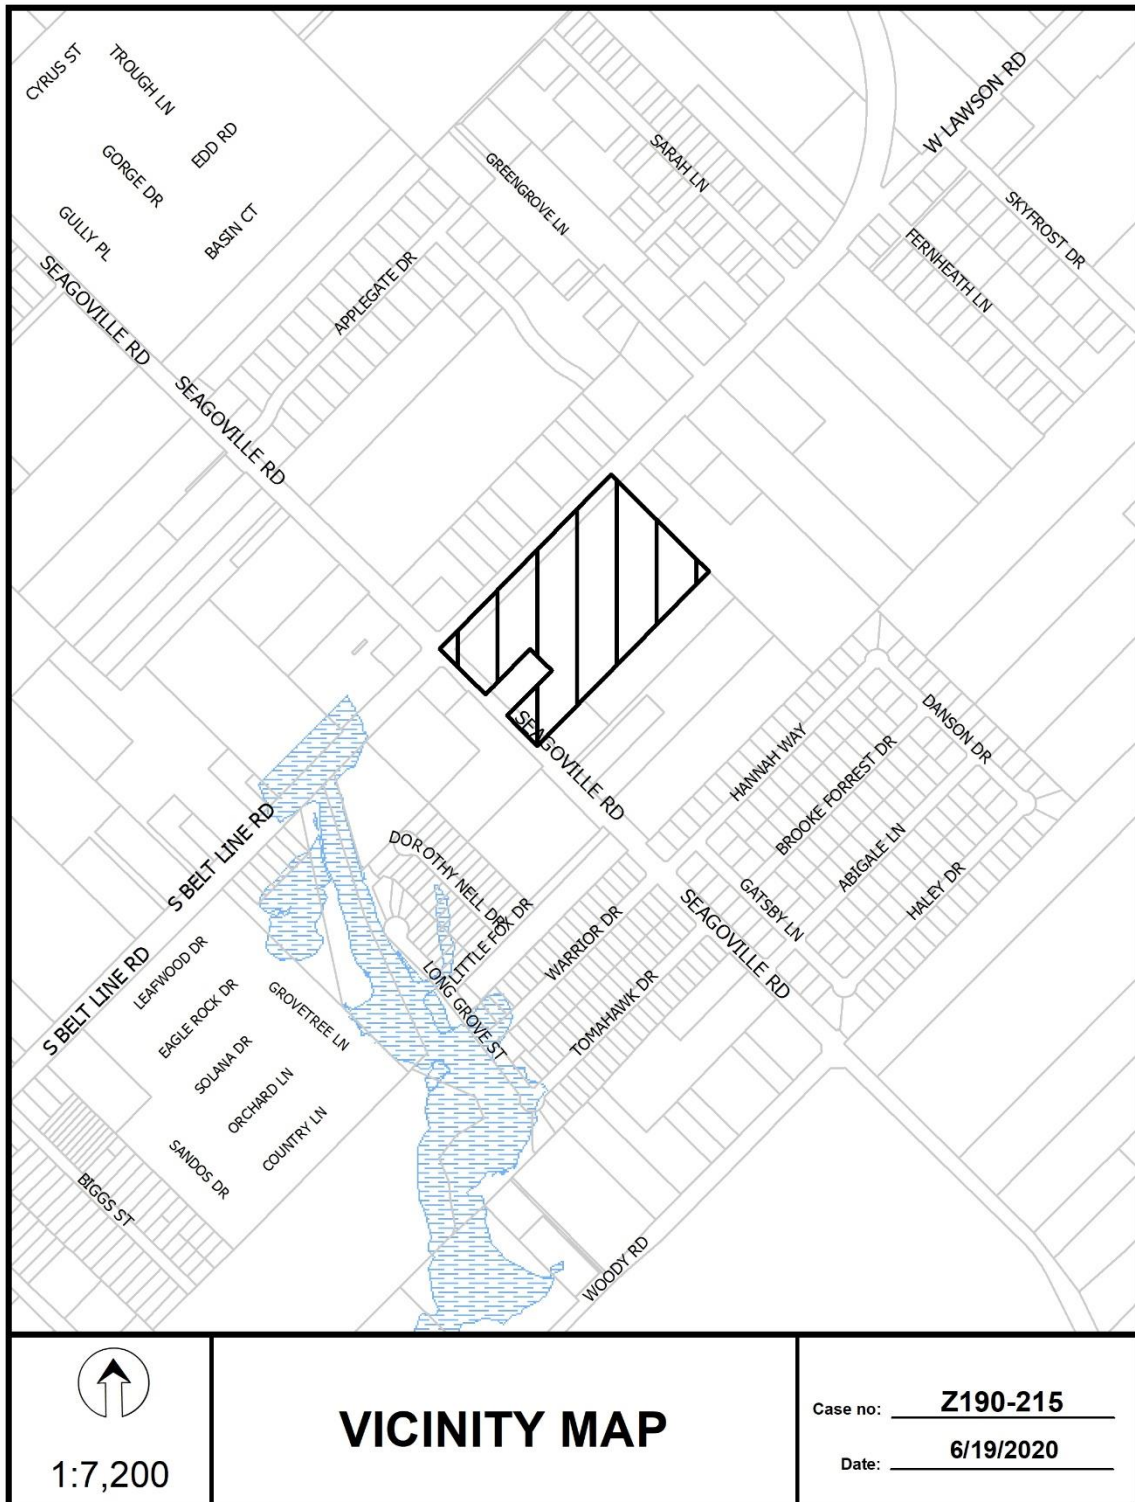 CYRUS ST
TROUGH LN
EDD RD
GORGE DR
GULLY PL
BASIN CT
SEAGOVILLE RD
SEAGOVILLE RD
APPLEGATE DR
GREENGROVE LN
SARAH LN
W LAWSON RD
SKYFROST DR
FERNHEATH LN
SEAGOVILLE RD
HANNAH WAY
DANSON DR
BROOKE FORREST DR
ABIGALE LN
HALEY DR
GATSBY LN
SEAGOVILLE RD
S BELT LINE RD
S BELT LINE RD
DOROTHY NELL DR
LITTLE FOX DR
LONG GROVE ST
WARRIOR DR
TOMAHAWK DR
LEAFWOOD DR
EAGLE ROCK DR
GROVETREE LN
SOLANA DR
ORCHARD LN
COUNTRY LN
SANDOS DR
BIGGS ST
WOODY RD
1:7,200
VICINITY MAP
Case no: Z190-215
Date: 6/19/2020